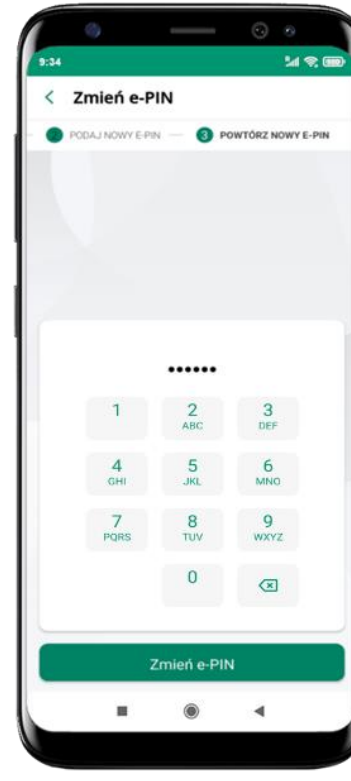 9:34
Zmień e-PIN
2 PODAJ NOWY E-PIN 3 POWTÓRZ NOWY E-PIN
••••••
1 2 3
ABC DEF
4 5 6
GHI JKL MNO
7 8 9
PQRS TUV WXYZ
0
Zmień e-PIN